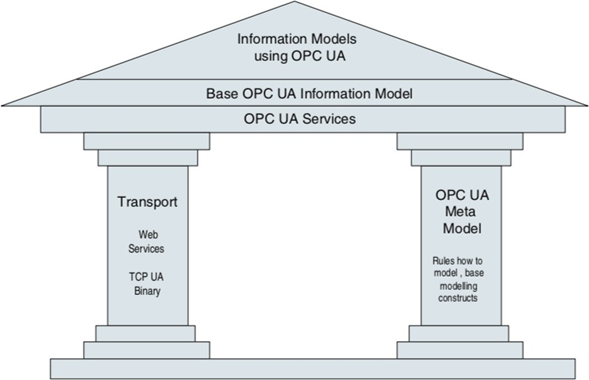 Information Models
using OPC UA
Base OPC UA Information Model
OPC UA Services
Transport
Web
Services
TCP UA
Binary
OPC UA
Meta
Model
Rules how to
model , base
modelling
constructs